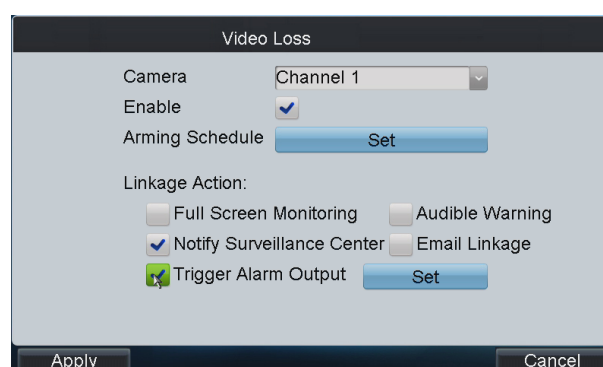 Video Loss
Camera Channel 1
Enable
Arming Schedule Set
Linkage Action:
Full Screen Monitoring Audible Warning
Notify Surveillance Center Email Linkage
Trigger Alarm Output Set
Apply Cancel